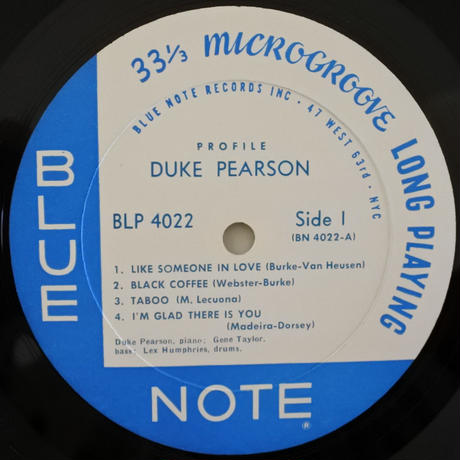 33⅓ MICROGROOVE LONG PLAYING
BLUE NOTE RECORDS INC • 47 WEST 63rd • NYC
PROFILE
DUKE PEARSON
BLP 4022
Side 1
(BN 4022-A)
1. LIKE SOMEONE IN LOVE (Burke-Van Heusen)
2. BLACK COFFEE (Webster-Burke)
3. TABOO (M. Lecuona)
4. I'M GLAD THERE IS YOU
(Madeira-Dorsey)
Duke Pearson, piano; Gene Taylor,
bass; Lex Humphries, drums.
BLUE
NOTE
®